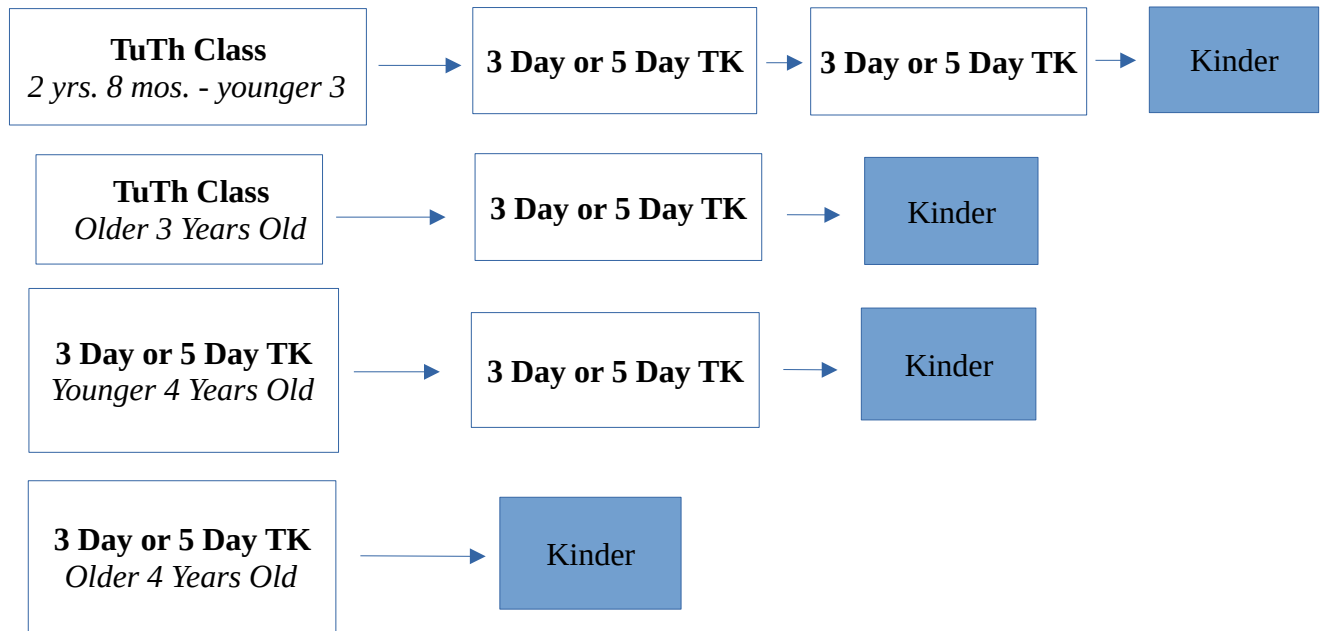 TuTh Class
2 yrs. 8 mos. - younger 3
3 Day or 5 Day TK
3 Day or 5 Day TK
Kinder
TuTh Class
Older 3 Years Old
3 Day or 5 Day TK
Kinder
3 Day or 5 Day TK
Younger 4 Years Old
3 Day or 5 Day TK
Kinder
3 Day or 5 Day TK
Older 4 Years Old
Kinder